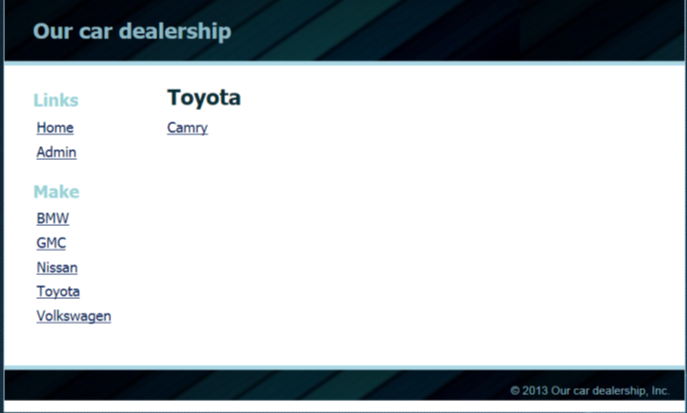 Our car dealership
Links
Home
Admin
Make
BMW
GMC
Nissan
Toyota
Volkswagen
Toyota
Camry
© 2013 Our car dealership, Inc.